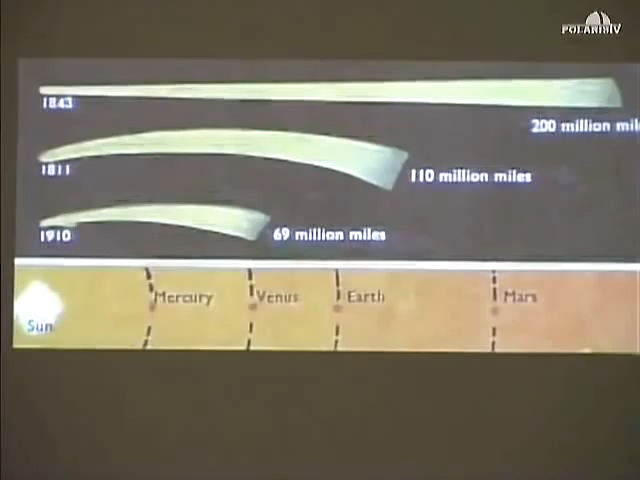 POLARISTV
1843
200 million mil
1811
110 million miles
1910
69 million miles
Mercury
Venus
Earth
Mars
Sun